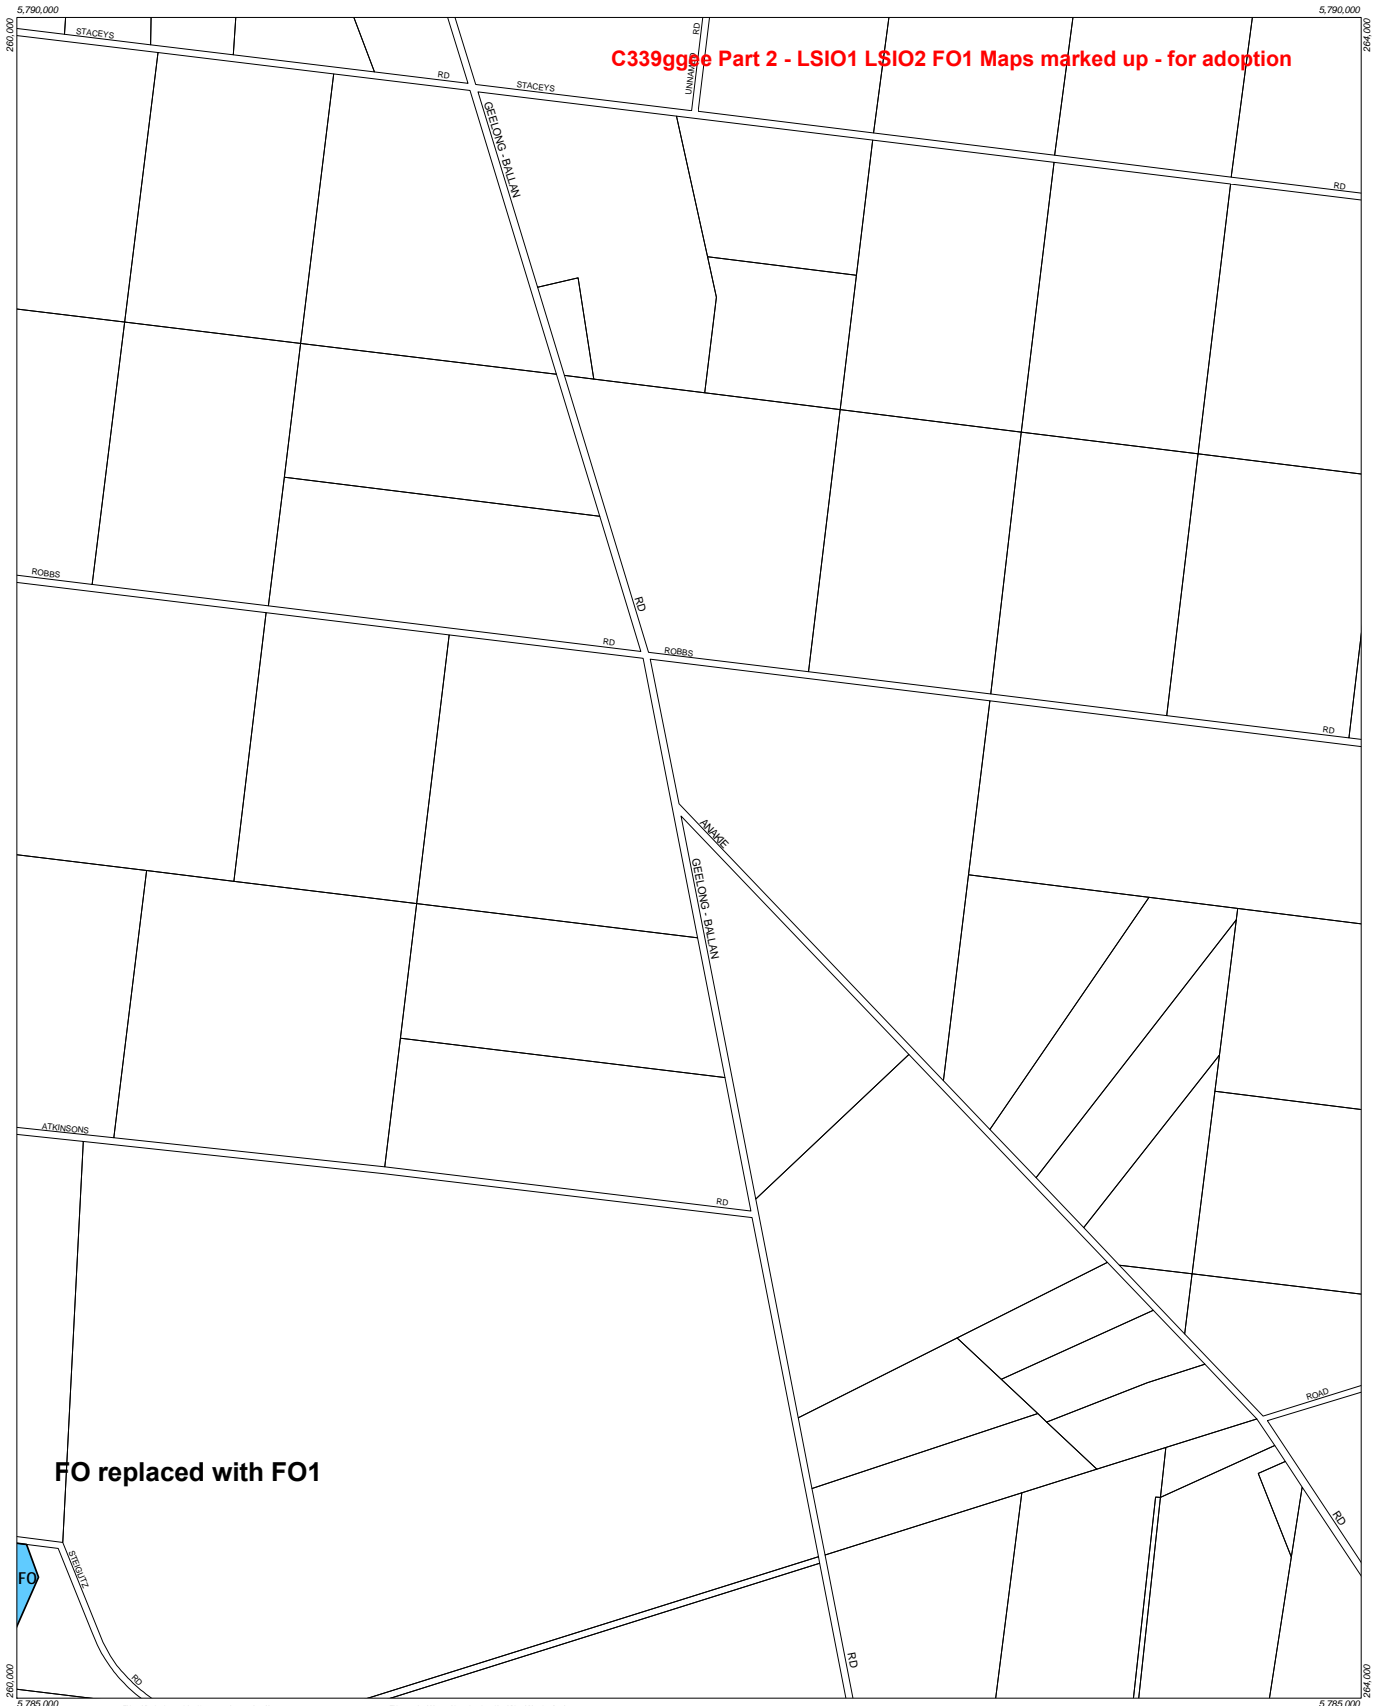 5,790,000
5,790,000
260,000
264,000
STACEYS
RD
C339ggee Part 2 - LSIO1 LSIO2 FO1 Maps marked up - for adoption
RD
UNNAMED
STACEYS
GEELONG - BALLAN
RD
ROBBS
RD
RD
ROBBS
RD
ANAKIE
GEELONG - BALLAN
ATKINSONS
RD
ROAD
FO replaced with FO1
RD
FO
STEIGLITZ
RD
RD
260,000
264,000
5,785,000
5,785,000